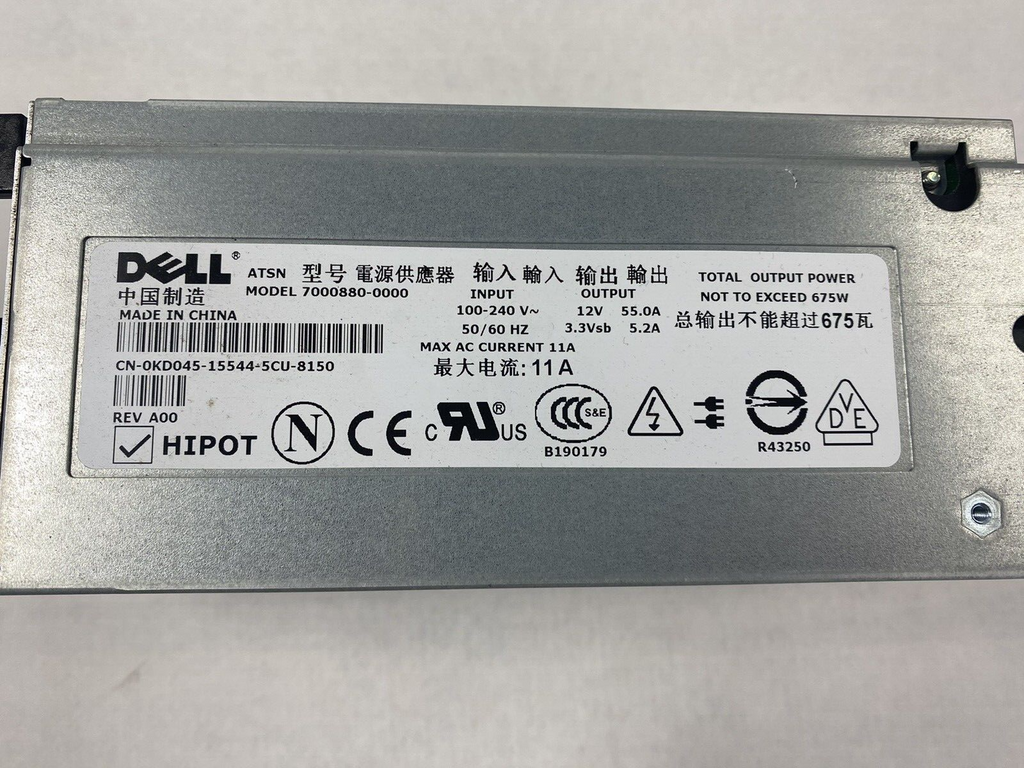 DELL®
ATSN 型号 電源供應器
MODEL 7000880-0000
中国制造
MADE IN CHINA
CN-0KD045-15544-5CU-8150
REV A00
HIPOT
输入 輸入 输出 輸出
INPUT OUTPUT
100-240 V~ 12V 55.0A
50/60 HZ 3.3Vsb 5.2A
MAX AC CURRENT 11A
最大电流: 11A
TOTAL OUTPUT POWER
NOT TO EXCEED 675W
总输出不能超过675瓦
N CE c RU® US CCC S&E
B190179
R43250
DVE